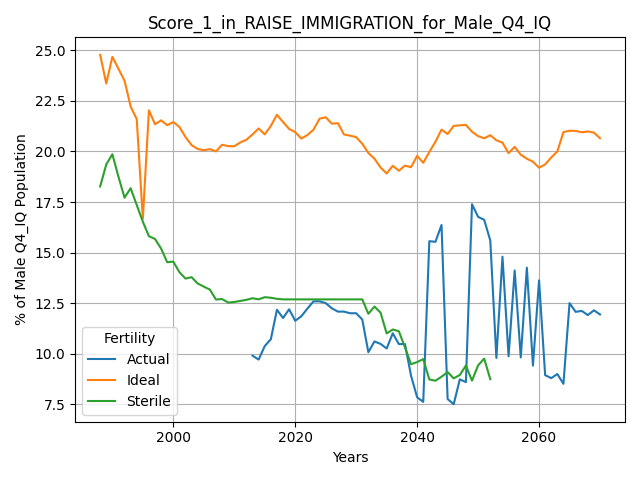 Score_1_in_RAISE_IMMIGRATION_for_Male_Q4_IQ
% of Male Q4_IQ Population
25.0
22.5
20.0
17.5
15.0
12.5
10.0
7.5
Fertility
Actual
Ideal
Sterile
2000
2020
2040
2060
Years